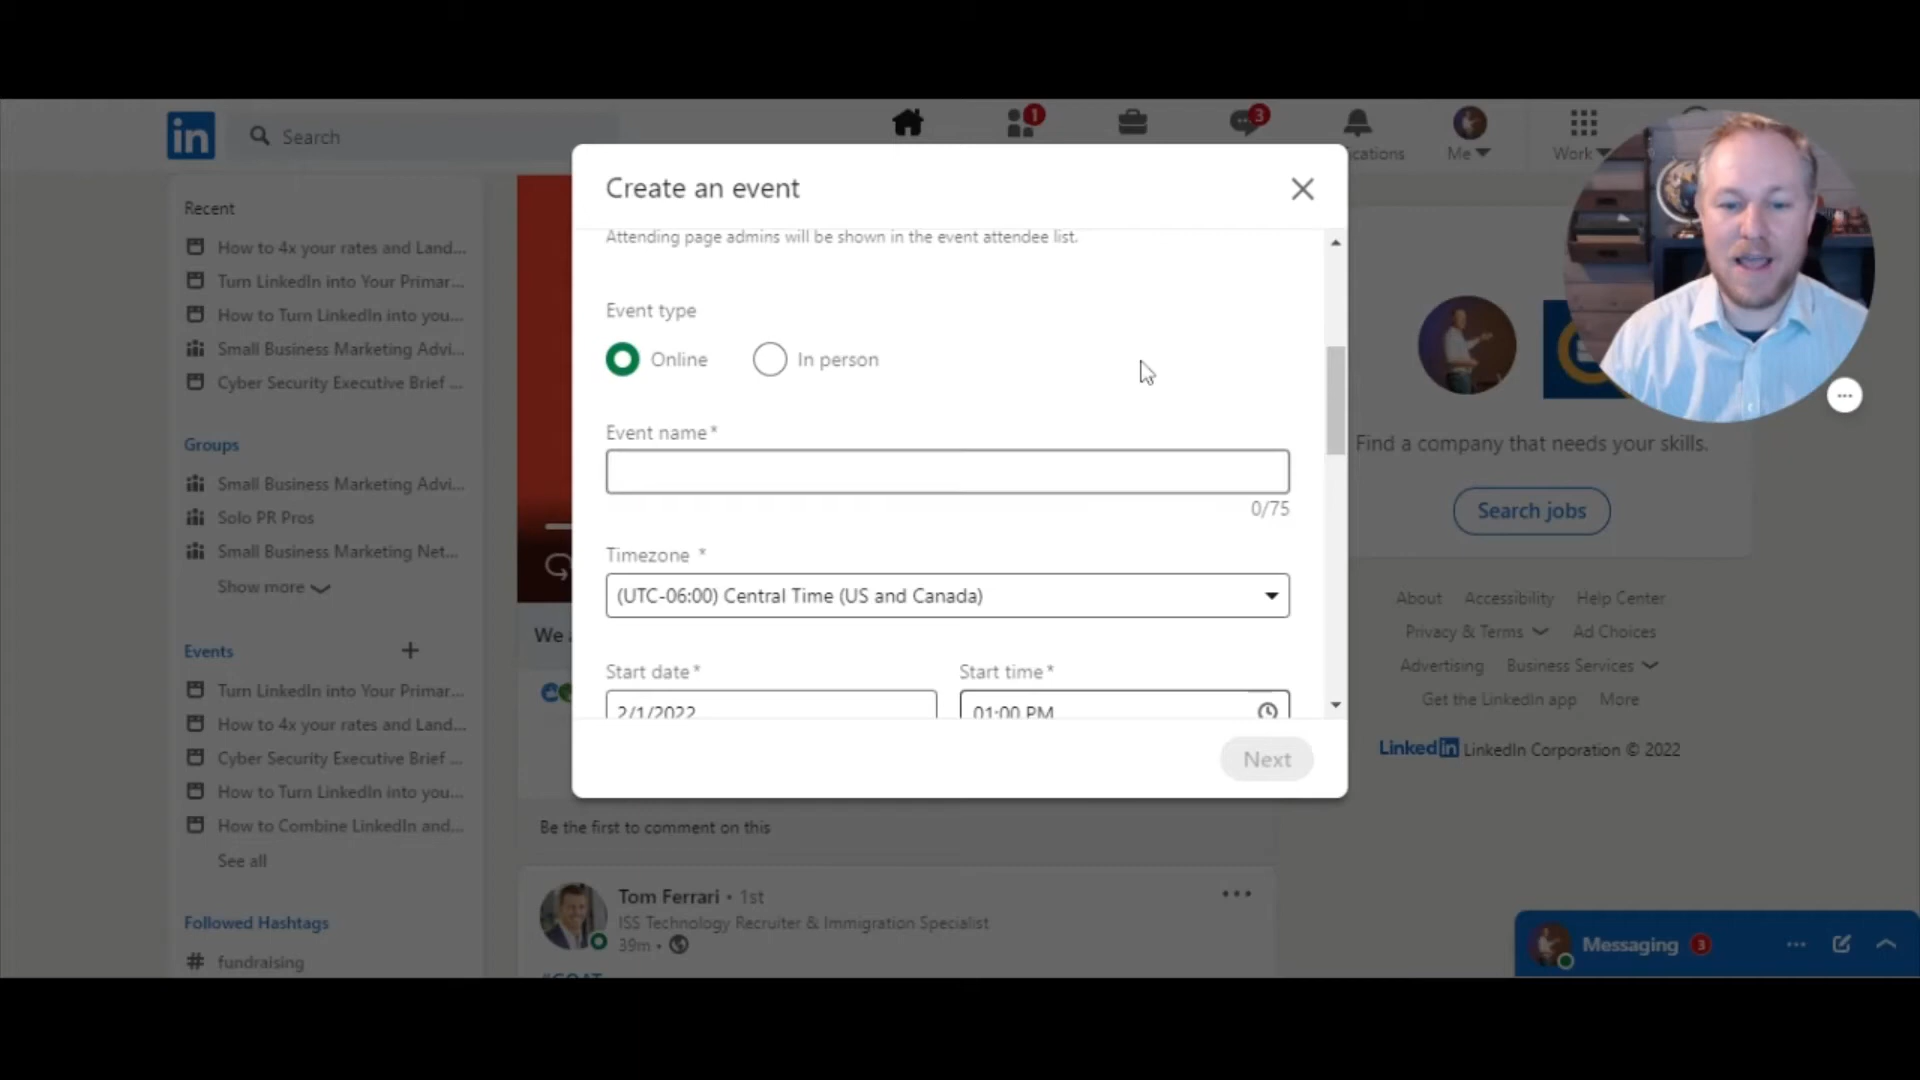 in
Search
1
3
ications
Me
Work
Recent
How to 4x your rates and Land...
Turn LinkedIn into Your Primar...
How to Turn LinkedIn into you...
Small Business Marketing Advi...
Cyber Security Executive Brief ...
Groups
Small Business Marketing Advi...
Solo PR Pros
Small Business Marketing Net...
Show more
Events +
Turn LinkedIn into Your Primar...
How to 4x your rates and Land...
Cyber Security Executive Brief ...
How to Turn LinkedIn into you...
How to Combine LinkedIn and...
See all
Followed Hashtags
# fundraising
Create an event
Attending page admins will be shown in the event attendee list.
Event type
Online In person
Event name*
0/75
Timezone *
(UTC-06:00) Central Time (US and Canada)
Start date* Start time*
2/1/2022 01:00 PM
Next
We
Be the first to comment on this
Tom Ferrari • 1st
ISS Technology Recruiter & Immigration Specialist
39m •
#GOAT
Find a company that needs your skills.
Search jobs
About Accessibility Help Center
Privacy & Terms Ad Choices
Advertising Business Services
Get the LinkedIn app More
LinkedIn LinkedIn Corporation © 2022
Messaging 3